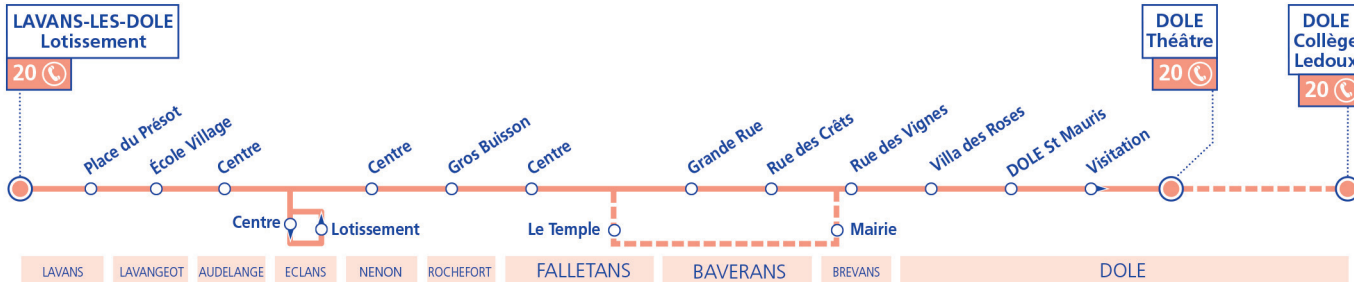 LAVANS-LES-DOLE
Lotissement
20
DOLE
Théâtre
20
DOLE
Collège
Ledoux
20
Place du Présot
École Village
Centre
Centre
Gros Buisson
Centre
Grande Rue
Rue des Crêts
Rue des Vignes
Villa des Roses
DOLE St Mauris
Visitation
Centre
Lotissement
Le Temple
Mairie
LAVANS
LAVANGEOT
AUDELANGE
ECLANS
NENON
ROCHEFORT
FALLETANS
BAVERANS
BREVANS
DOLE